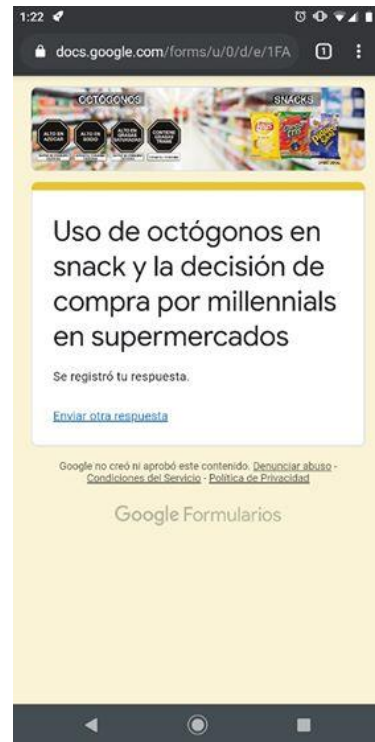 1:22
docs.google.com/forms/u/0/d/e/1FA
1
OCTÓGONOS
SNACKS
ALTO EN AZÚCAR
ALTO EN SODIO
ALTO EN GRASAS SATURADAS
CONTIENE GRASAS TRANS
Lay's
Uso de octógonos en
snack y la decisión de
compra por millennials
en supermercados
Se registró tu respuesta.
Enviar otra respuesta
Google no creó ni aprobó este contenido. Denunciar abuso -
Condiciones del Servicio - Política de Privacidad
Google Formularios